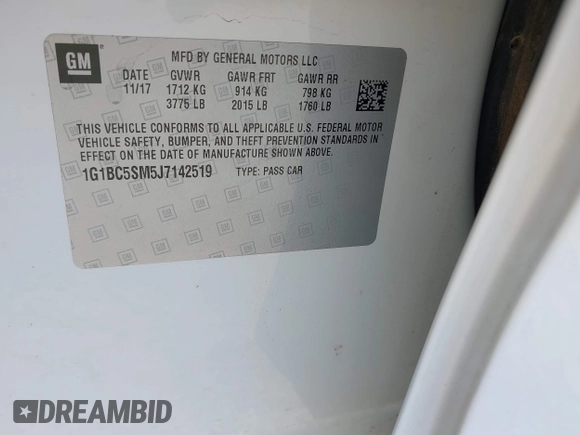 GM
MFD BY GENERAL MOTORS LLC
DATE GVWR GAWR FRT GAWR RR
11/17 1712 KG 914 KG 798 KG
3775 LB 2015 LB 1760 LB
THIS VEHICLE CONFORMS TO ALL APPLICABLE U.S. FEDERAL MOTOR
VEHICLE SAFETY, BUMPER, AND THEFT PREVENTION STANDARDS IN
EFFECT ON THE DATE OF MANUFACTURE SHOWN ABOVE.
1G1BC5SM5J7142519 TYPE: PASS CAR
DREAMBID